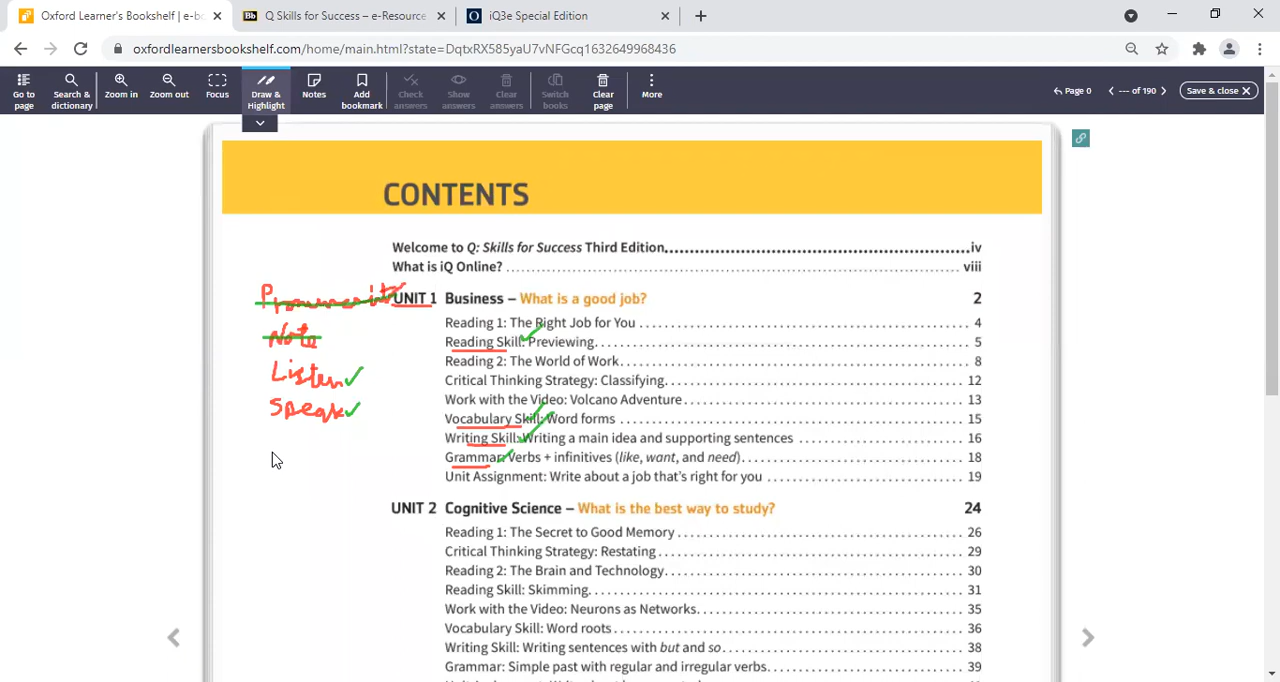 Oxford Learner's Bookshelf | e-bo
Q Skills for Success – e-Resource
iQ3e Special Edition
oxfordlearnersbookshelf.com/home/main.html?state=DqtxRX585yaU7vNFGcq1632649968436
Go to page
Search & dictionary
Zoom in
Zoom out
Focus
Draw & Highlight
Notes
Add bookmark
Check answers
Show answers
Clear answers
Switch books
Clear page
More
Page 0
--- of 190
Save & close
CONTENTS
Welcome to Q: Skills for Success Third Edition iv
What is iQ Online? viii
UNIT 1 Business – What is a good job? 2
Reading 1: The Right Job for You 4
Reading Skill: Previewing 5
Reading 2: The World of Work 8
Critical Thinking Strategy: Classifying 12
Work with the Video: Volcano Adventure 13
Vocabulary Skill: Word forms 15
Writing Skill: Writing a main idea and supporting sentences 16
Grammar: Verbs + infinitives (like, want, and need) 18
Unit Assignment: Write about a job that's right for you 19
Note
Listen
Speak
UNIT 2 Cognitive Science – What is the best way to study? 24
Reading 1: The Secret to Good Memory 26
Critical Thinking Strategy: Restating 29
Reading 2: The Brain and Technology 30
Reading Skill: Skimming 31
Work with the Video: Neurons as Networks 35
Vocabulary Skill: Word roots 36
Writing Skill: Writing sentences with but and so 38
Grammar: Simple past with regular and irregular verbs 39